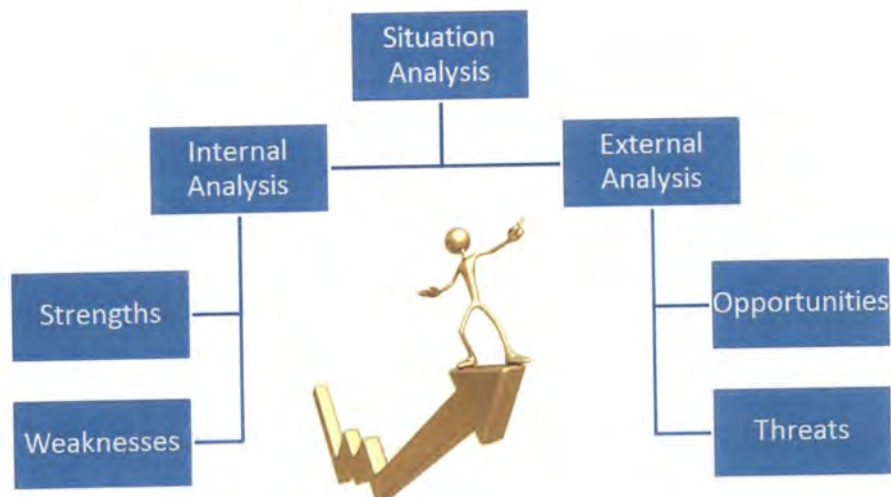 Situation
Analysis
Internal
Analysis
External
Analysis
Strengths
Opportunities
Weaknesses
Threats